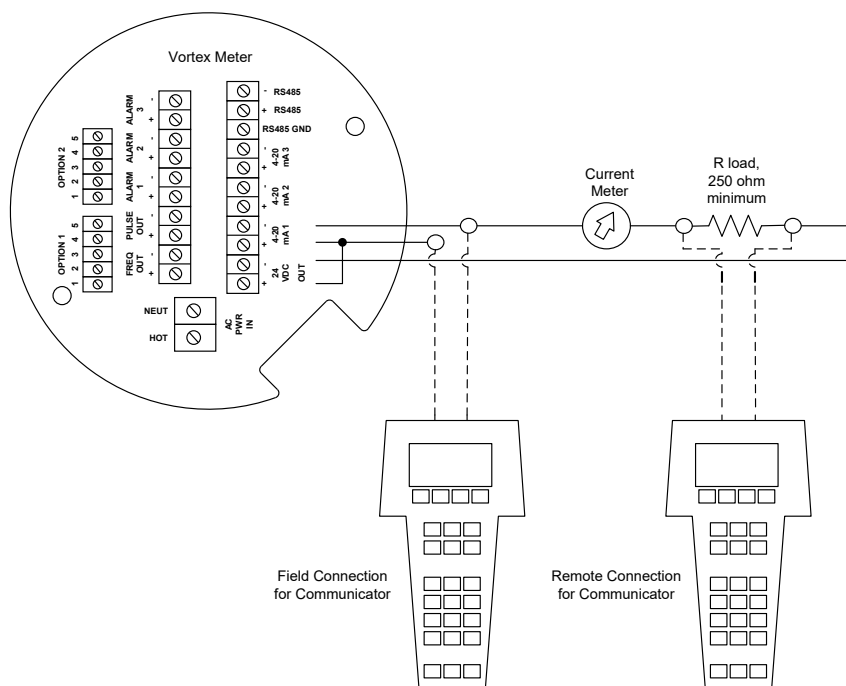 Vortex Meter
- RS485
+ RS485
RS485 GND
- 4-20
+ mA 3
- 4-20
+ mA 2
- 4-20
+ mA 1
- 24
VDC
+ OUT
ALARM
3
-
+
ALARM
2
-
+
ALARM
1
-
+
PULSE
OUT
-
+
FREQ
OUT
-
+
OPTION 2
5
4
3
2
1
OPTION 1
5
4
3
2
1
NEUT
HOT
AC
PWR
IN
Current
Meter
R load,
250 ohm
minimum
Field Connection
for Communicator
Remote Connection
for Communicator